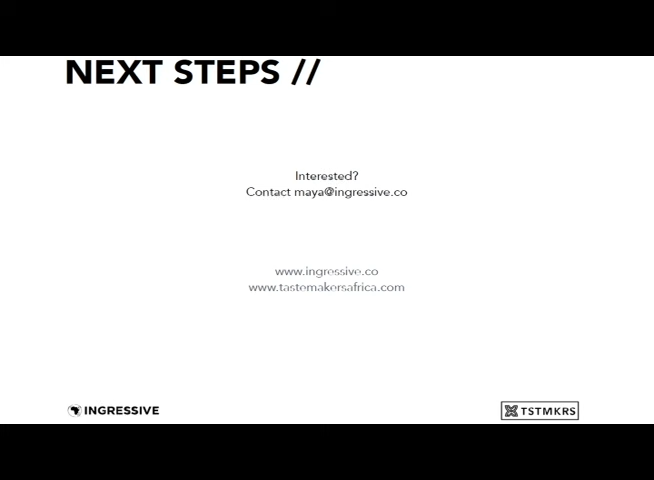 NEXT STEPS //
Interested?
Contact maya@ingressive.co
www.ingressive.co
www.tastemakersafrica.com
INGRESSIVE
TSTMKRS